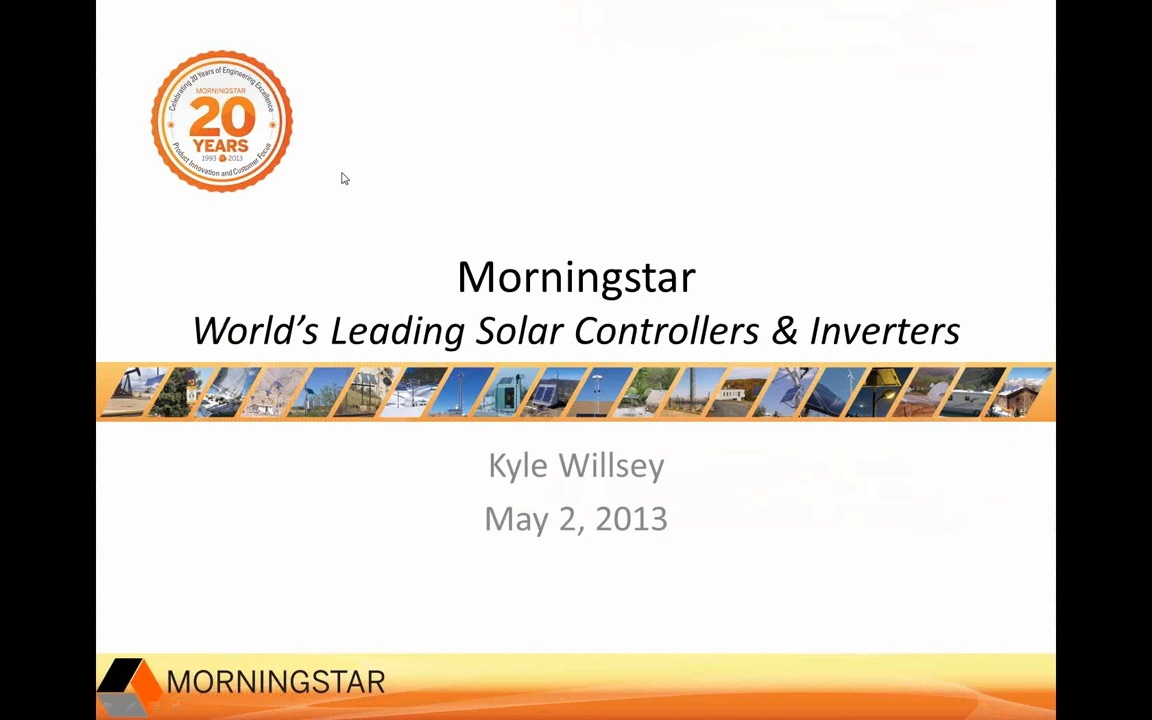 Celebrating 20 Years of Engineering Excellence
MORNINGSTAR
20
YEARS
1993 2013
Product Innovation and Customer Focus
Morningstar
World's Leading Solar Controllers & Inverters
Kyle Willsey
May 2, 2013
MORNINGSTAR